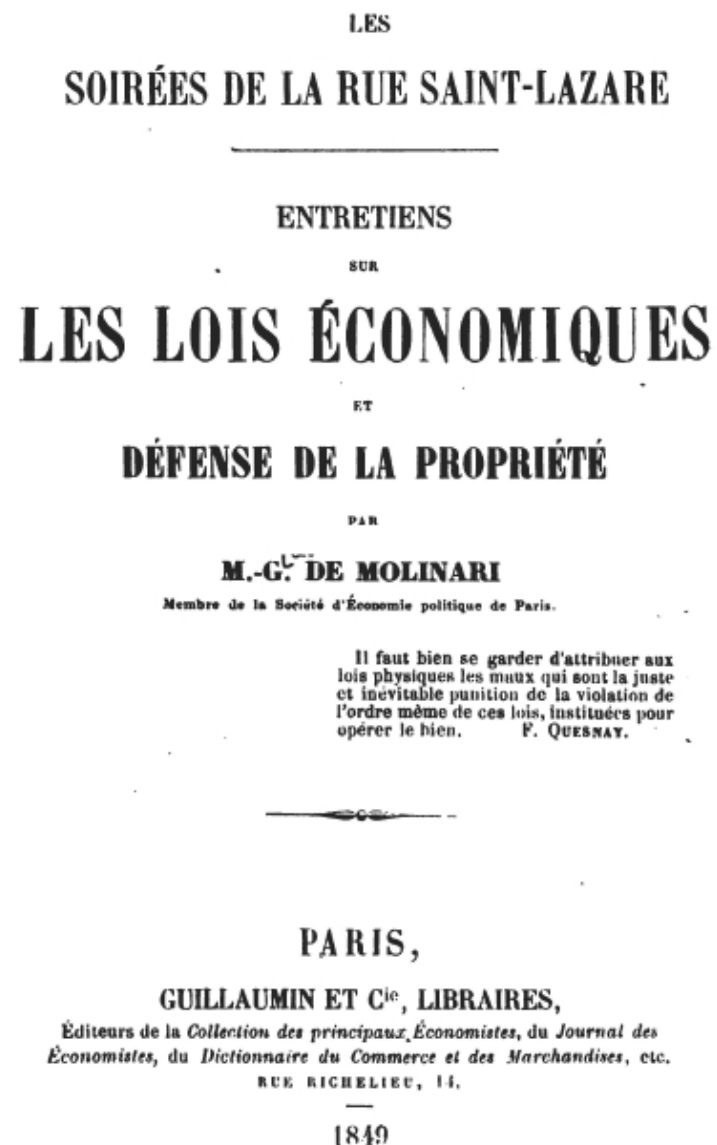 LES
SOIRÉES DE LA RUE SAINT-LAZARE
ENTRETIENS
SUR
LES LOIS ÉCONOMIQUES
ET
DÉFENSE DE LA PROPRIÉTÉ
PAR
M.-G. DE MOLINARI
Membre de la Société d'Économie politique de Paris.
Il faut bien se garder d'attribuer aux
lois physiques les maux qui sont la juste
et inévitable punition de la violation de
l'ordre même de ces lois, instituées pour
opérer le bien. F. QUESNAY.
PARIS,
GUILLAUMIN ET Cie, LIBRAIRES,
Éditeurs de la Collection des principaux Économistes, du Journal des
Économistes, du Dictionnaire du Commerce et des Marchandises, etc.
RUE RICHELIEU, 14.
1849